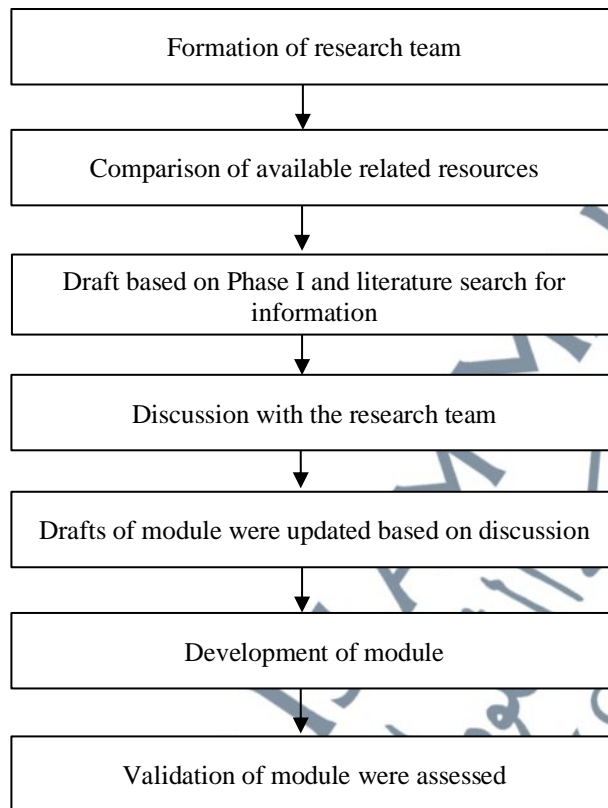 Formation of research team
Comparison of available related resources
Draft based on Phase I and literature search for
information
Discussion with the research team
Drafts of module were updated based on discussion
Development of module
Validation of module were assessed